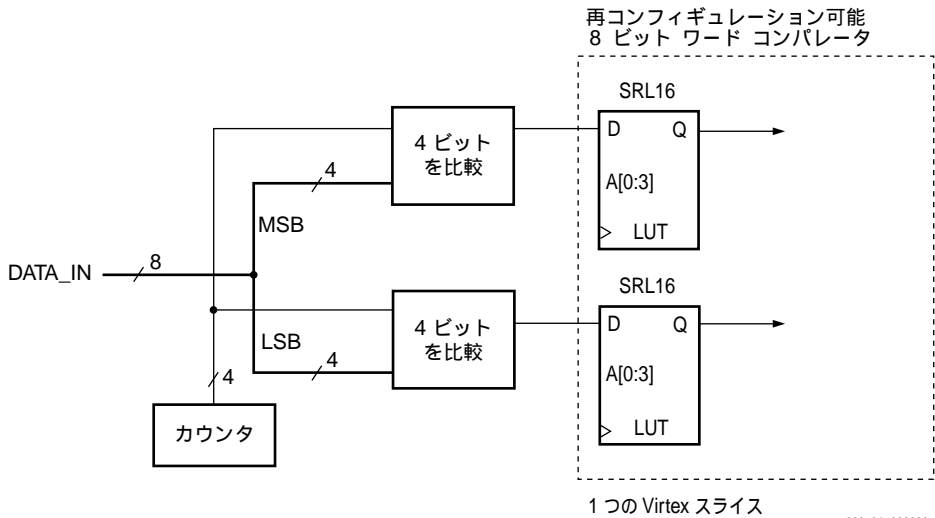 再コンフィギュレーション可能
8 ビット ワード コンパレータ
SRL16
D
Q
A[0:3]
LUT
4 ビット
を比較
4
MSB
DATA_IN
8
LSB
4
4 ビット
を比較
SRL16
D
Q
A[0:3]
LUT
4
カウンタ
1 つの Virtex スライス